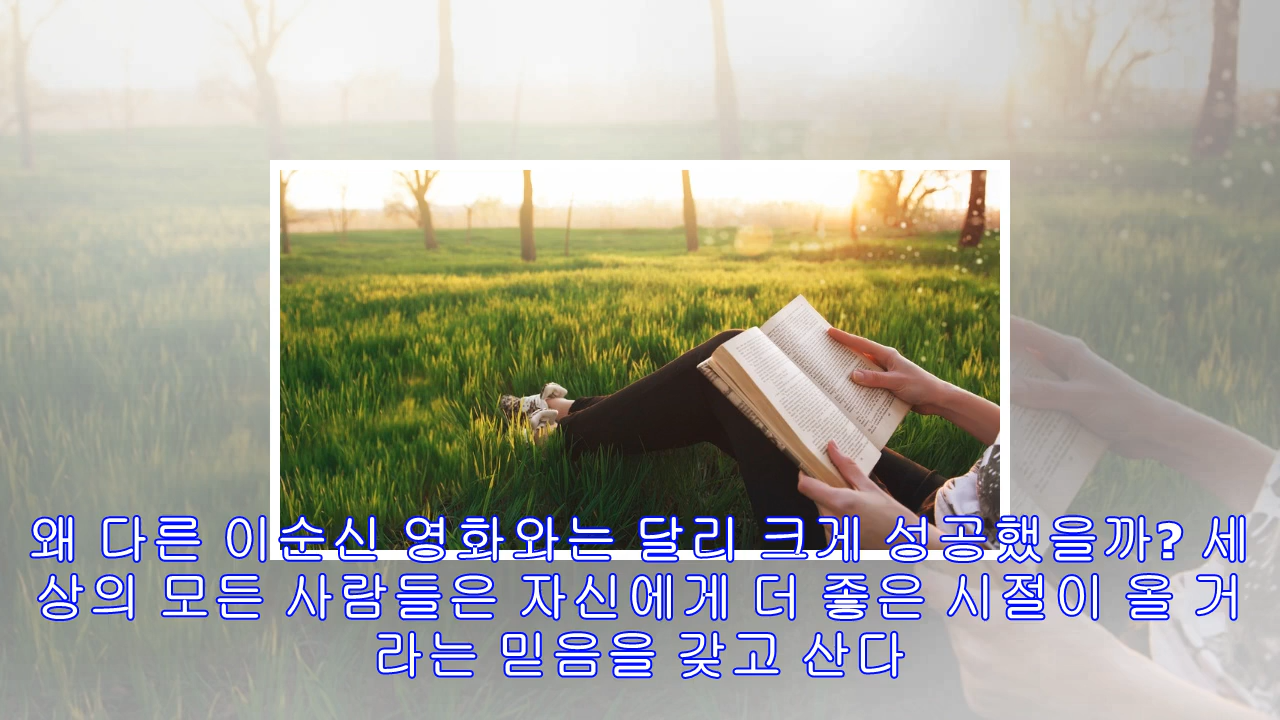 왜 다른 이순신 영화와는 달리 크게 성공했을까? 세
상의 모든 사람들은 자신에게 더 좋은 시절이 올 거
라는 믿음을 갖고 산다